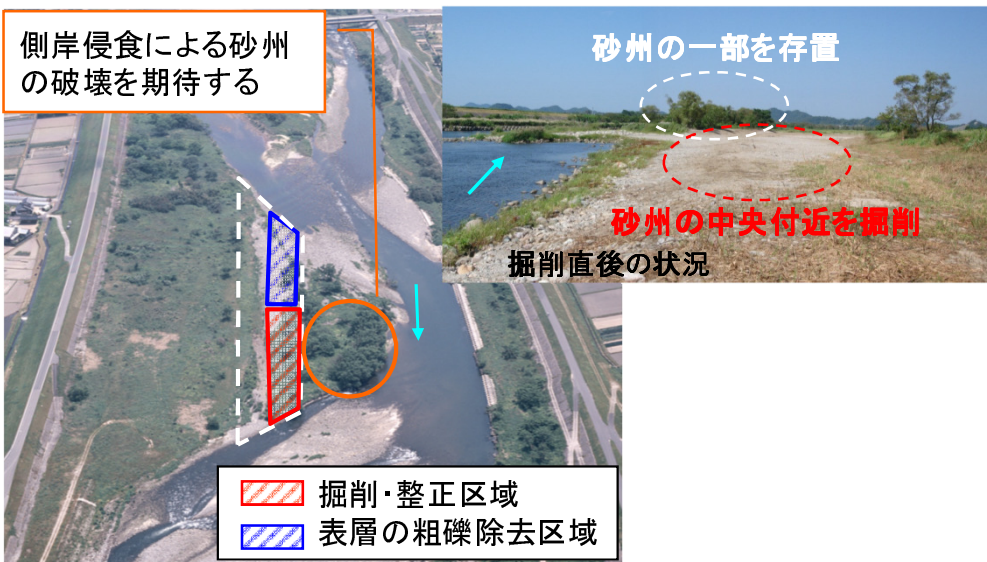 側岸侵食による砂州
の破壊を期待する
砂州の一部を存置
砂州の中央付近を掘削
掘削直後の状況
掘削・整正区域
表層の粗礫除去区域